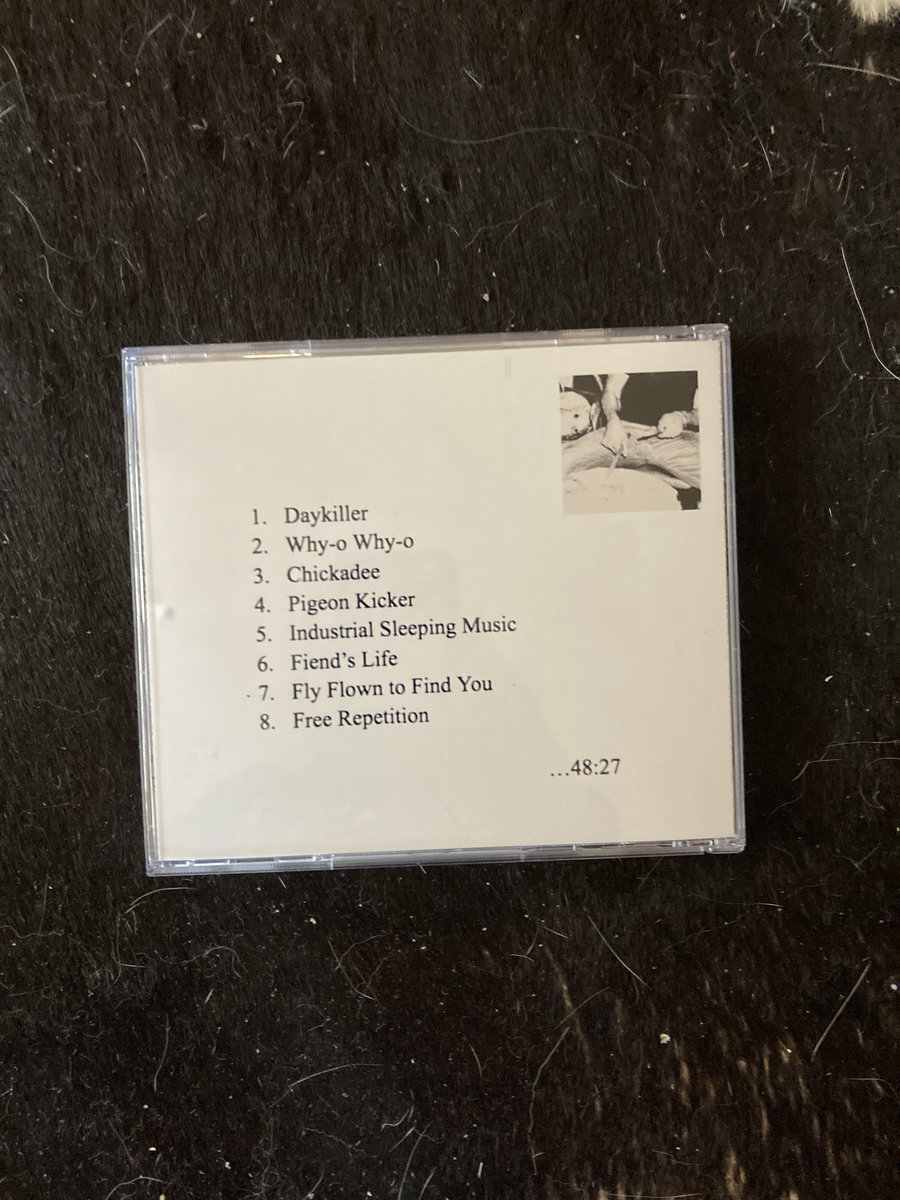 1. Daykiller
2. Why-o Why-o
3. Chickadee
4. Pigeon Kicker
5. Industrial Sleeping Music
6. Fiend's Life
7. Fly Flown to Find You
8. Free Repetition
...48:27